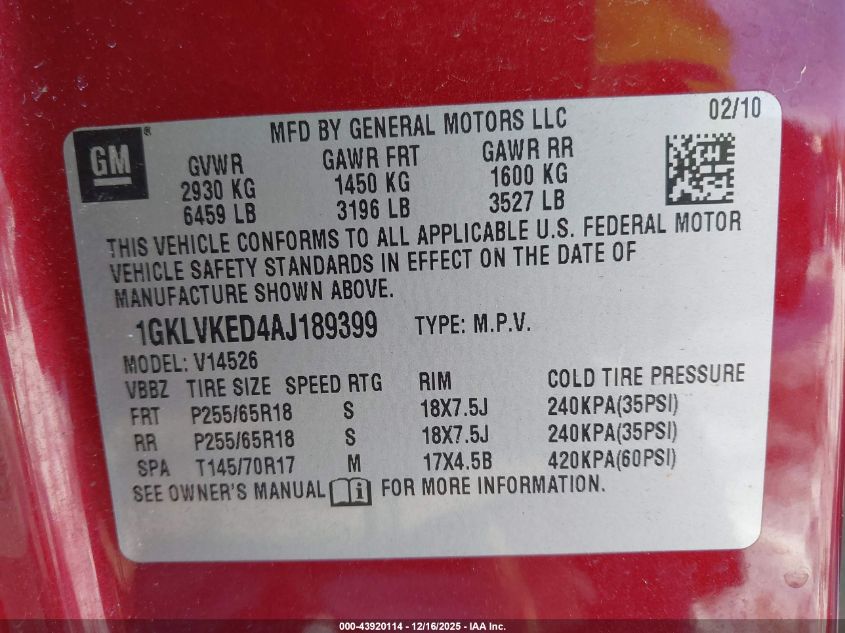 02/10
MFD BY GENERAL MOTORS LLC
GM®
GVWR GAWR FRT GAWR RR
2930 KG 1450 KG 1600 KG
6459 LB 3196 LB 3527 LB
THIS VEHICLE CONFORMS TO ALL APPLICABLE U.S. FEDERAL MOTOR
VEHICLE SAFETY STANDARDS IN EFFECT ON THE DATE OF
MANUFACTURE SHOWN ABOVE.
1GKLVKED4AJ189399 TYPE: M.P.V.
MODEL: V14526
VBBZ TIRE SIZE SPEED RTG RIM COLD TIRE PRESSURE
FRT P255/65R18 S 18X7.5J 240KPA(35PSI)
RR P255/65R18 S 18X7.5J 240KPA(35PSI)
SPA T145/70R17 M 17X4.5B 420KPA(60PSI)
SEE OWNER'S MANUAL i FOR MORE INFORMATION.
000-43920114 - 12/16/2025 - IAA Inc.